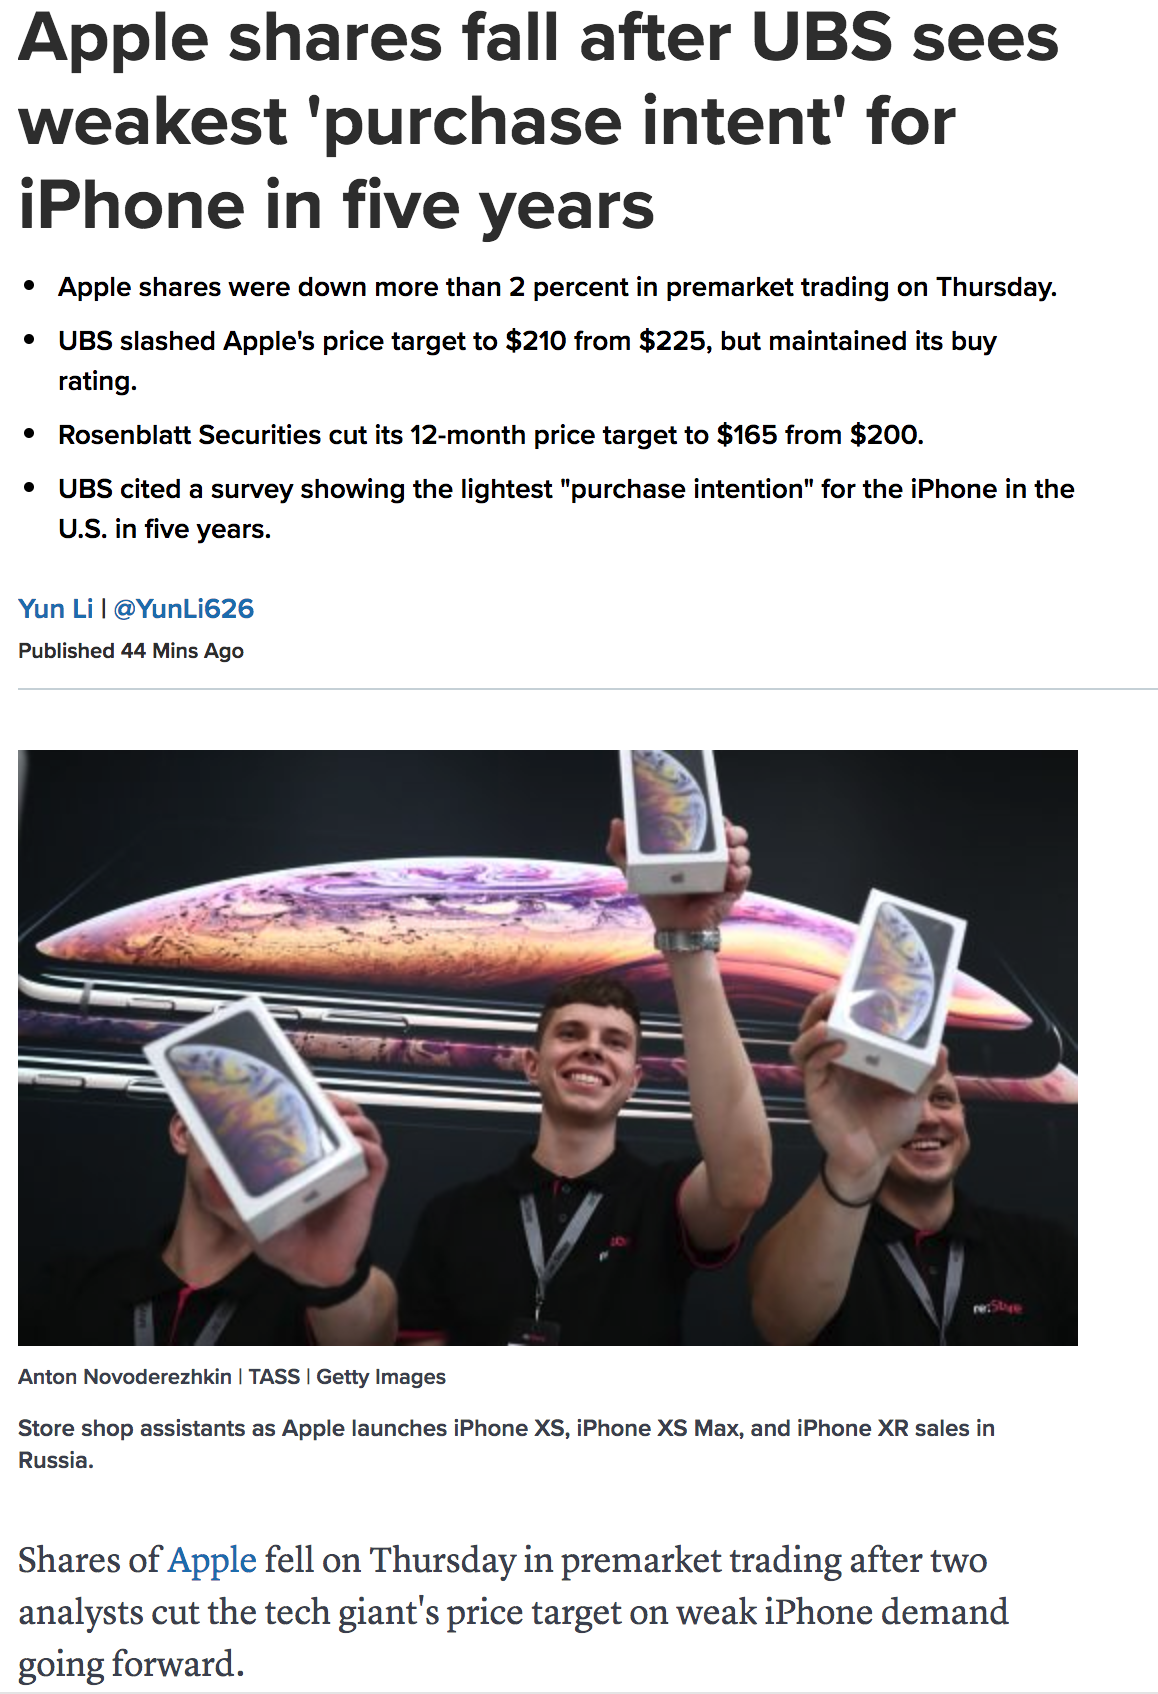 Apple shares fall after UBS sees
weakest 'purchase intent' for
iPhone in five years
• Apple shares were down more than 2 percent in premarket trading on Thursday.
• UBS slashed Apple's price target to $210 from $225, but maintained its buy
rating.
• Rosenblatt Securities cut its 12-month price target to $165 from $200.
• UBS cited a survey showing the lightest "purchase intention" for the iPhone in the
U.S. in five years.
Yun Li | @YunLi626
Published 44 Mins Ago
re:Store
Anton Novoderezhkin | TASS | Getty Images
Store shop assistants as Apple launches iPhone XS, iPhone XS Max, and iPhone XR sales in
Russia.
Shares of Apple fell on Thursday in premarket trading after two
analysts cut the tech giant's price target on weak iPhone demand
going forward.